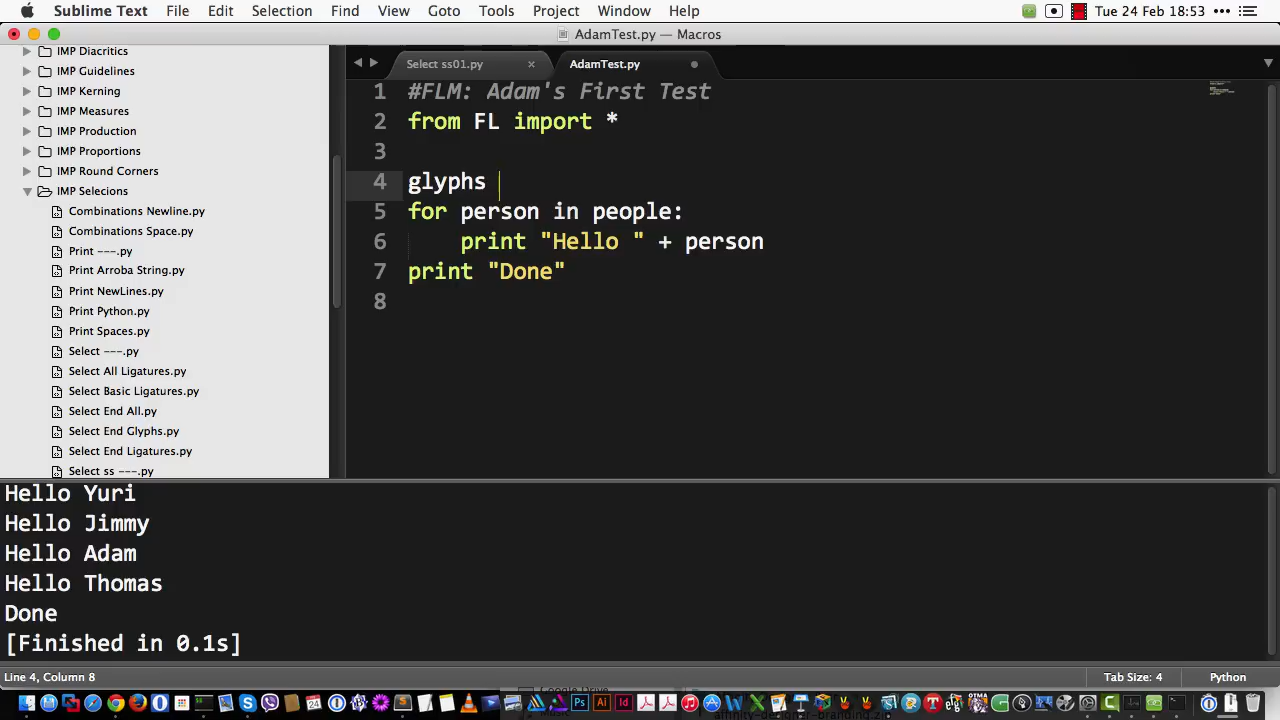 Sublime Text File Edit Selection Find View Goto Tools Project Window Help Tue 24 Feb 18:53
AdamTest.py — Macros
IMP Diacritics
IMP Guidelines
IMP Kerning
IMP Measures
IMP Production
IMP Proportions
IMP Round Corners
IMP Selecions
Combinations Newline.py
Combinations Space.py
Print ---.py
Print Arroba String.py
Print NewLines.py
Print Python.py
Print Spaces.py
Select ---.py
Select All Ligatures.py
Select Basic Ligatures.py
Select End All.py
Select End Glyphs.py
Select End Ligatures.py
Select ss ---.py
Select ss01.py × AdamTest.py
1 #FLM: Adam's First Test
2 from FL import *
3
4 glyphs
5 for person in people:
6 print "Hello " + person
7 print "Done"
8
Hello Yuri
Hello Jimmy
Hello Adam
Hello Thomas
Done
[Finished in 0.1s]
Line 4, Column 8 Tab Size: 4 Python